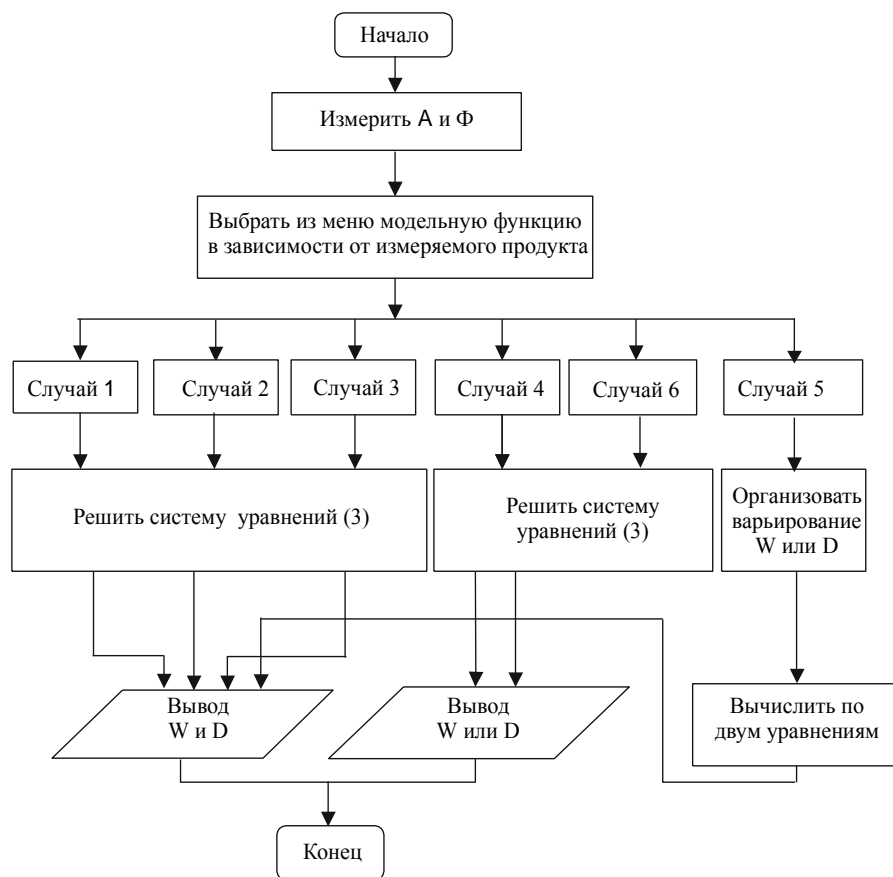 Начало
Измерить А и Ф
Выбрать из меню модельную функцию
в зависимости от измеряемого продукта
Случай 1
Случай 2
Случай 3
Случай 4
Случай 6
Случай 5
Решить систему уравнений (3)
Решить систему
уравнений (3)
Организовать
варьирование
W или D
Вывод
W и D
Вывод
W или D
Вычислить по
двум уравнениям
Конец